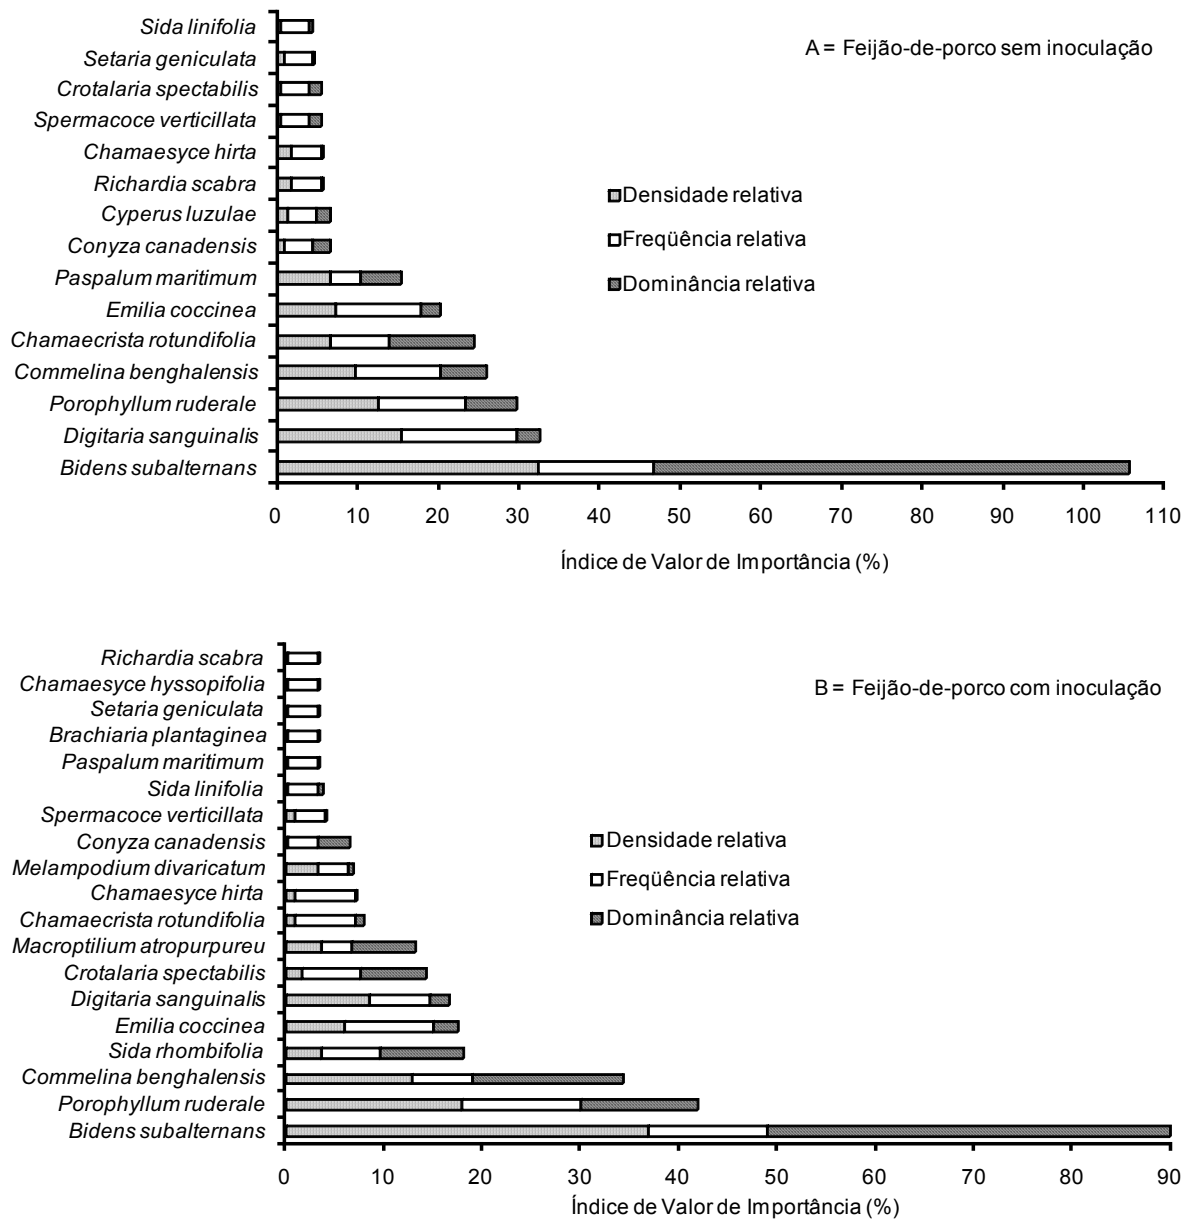 Sida linifolia
Setaria geniculata
A = Feijão-de-porco sem inoculação
Crotalaria spectabilis
Spermacoce verticillata
Chamaesyce hirta
Richardia scabra
Densidade relativa
Cyperus luzulae
Freqüência relativa
Conyza canadensis
Paspalum maritimum
Dominância relativa
Emilia coccinea
Chamaecrista rotundifolia
Commelina benghalensis
Porophyllum ruderale
Digitaria sanguinalis
Bidens subalternans
0 10 20 30 40 50 60 70 80 90 100 110
Índice de Valor de Importância (%)
Richardia scabra
Chamaesyce hyssopifolia
B = Feijão-de-porco com inoculação
Setaria geniculata
Brachiaria plantaginea
Paspalum maritimum
Sida linifolia
Spermacoce verticillata
Conyza canadensis
Densidade relativa
Melampodium divaricatum
Freqüência relativa
Chamaesyce hirta
Chamaecrista rotundifolia
Dominância relativa
Macroptilium atropurpureu
Crotalaria spectabilis
Digitaria sanguinalis
Emilia coccinea
Sida rhombifolia
Commelina benghalensis
Porophyllum ruderale
Bidens subalternans
0 10 20 30 40 50 60 70 80 90
Índice de Valor de Importância (%)